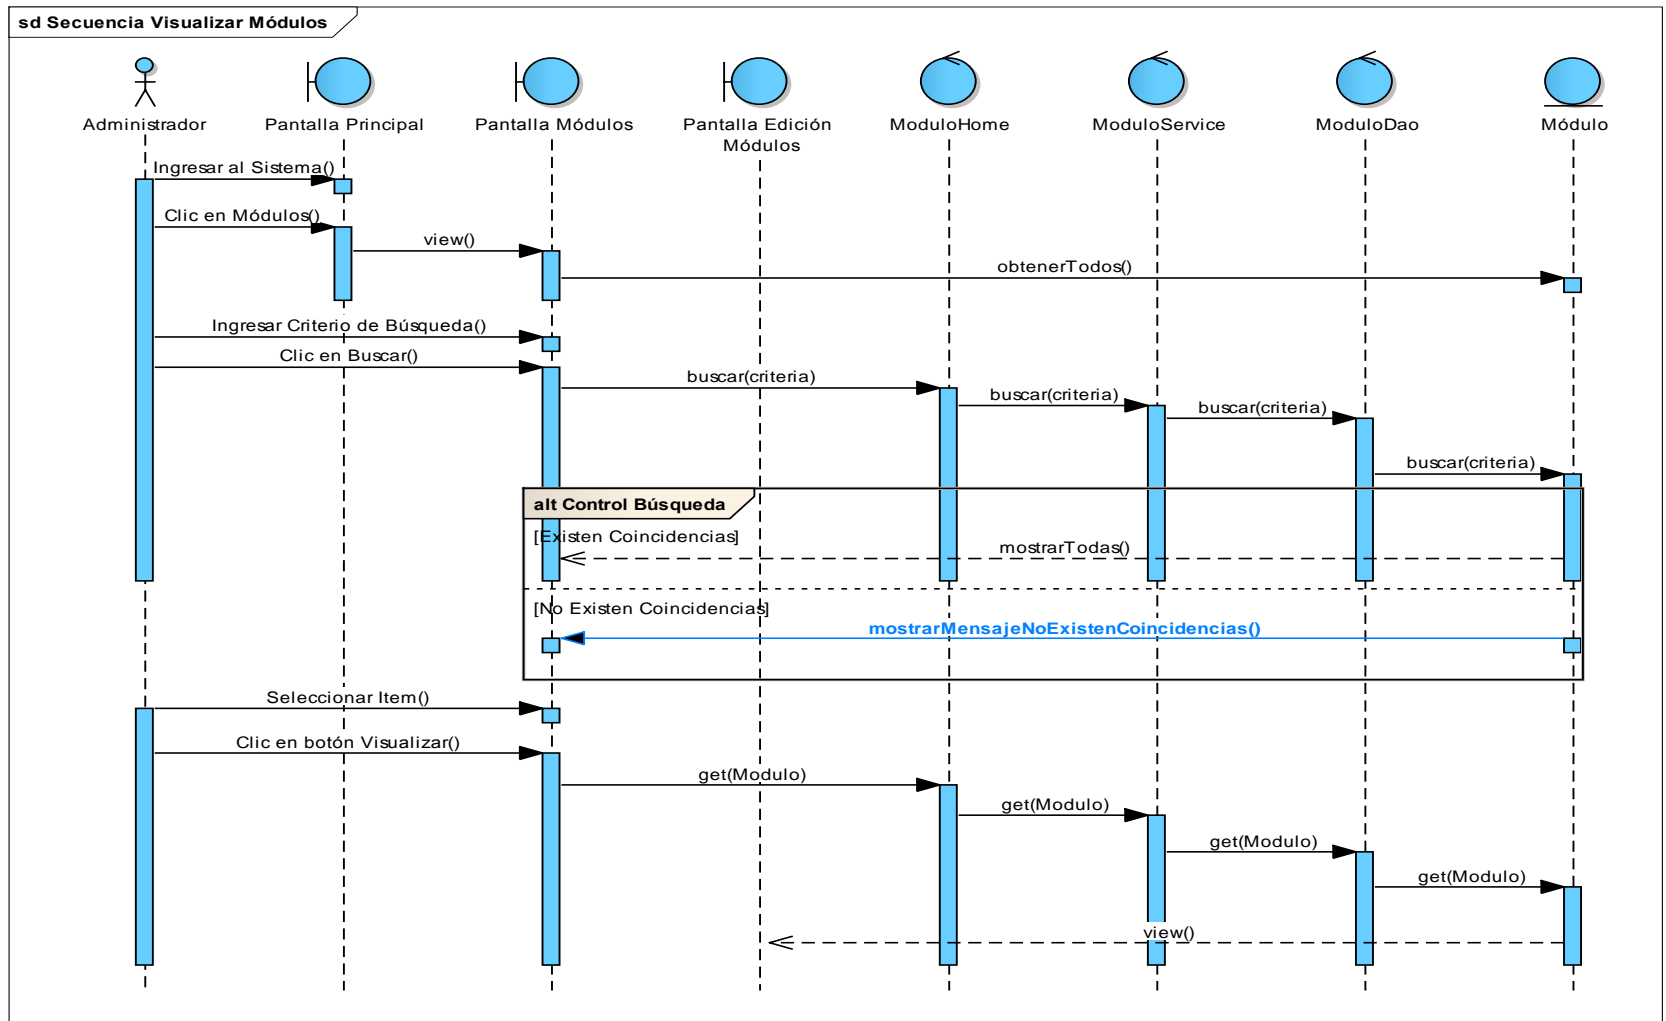 sd Secuencia Visualizar Módulos
Administrador
Pantalla Principal
Pantalla Módulos
Pantalla Edición
Módulos
ModuloHome
ModuloService
ModuloDao
Módulo
Ingresar al Sistema()
Clic en Módulos()
view()
obtenerTodos()
Ingresar Criterio de Búsqueda()
Clic en Buscar()
buscar(criteria)
buscar(criteria)
buscar(criteria)
buscar(criteria)
alt Control Búsqueda
[Existen Coincidencias]
mostrarTodas()
[No Existen Coincidencias]
mostrarMensajeNoExistenCoincidencias()
Seleccionar Item()
Clic en botón Visualizar()
get(Modulo)
get(Modulo)
get(Modulo)
get(Modulo)
view()